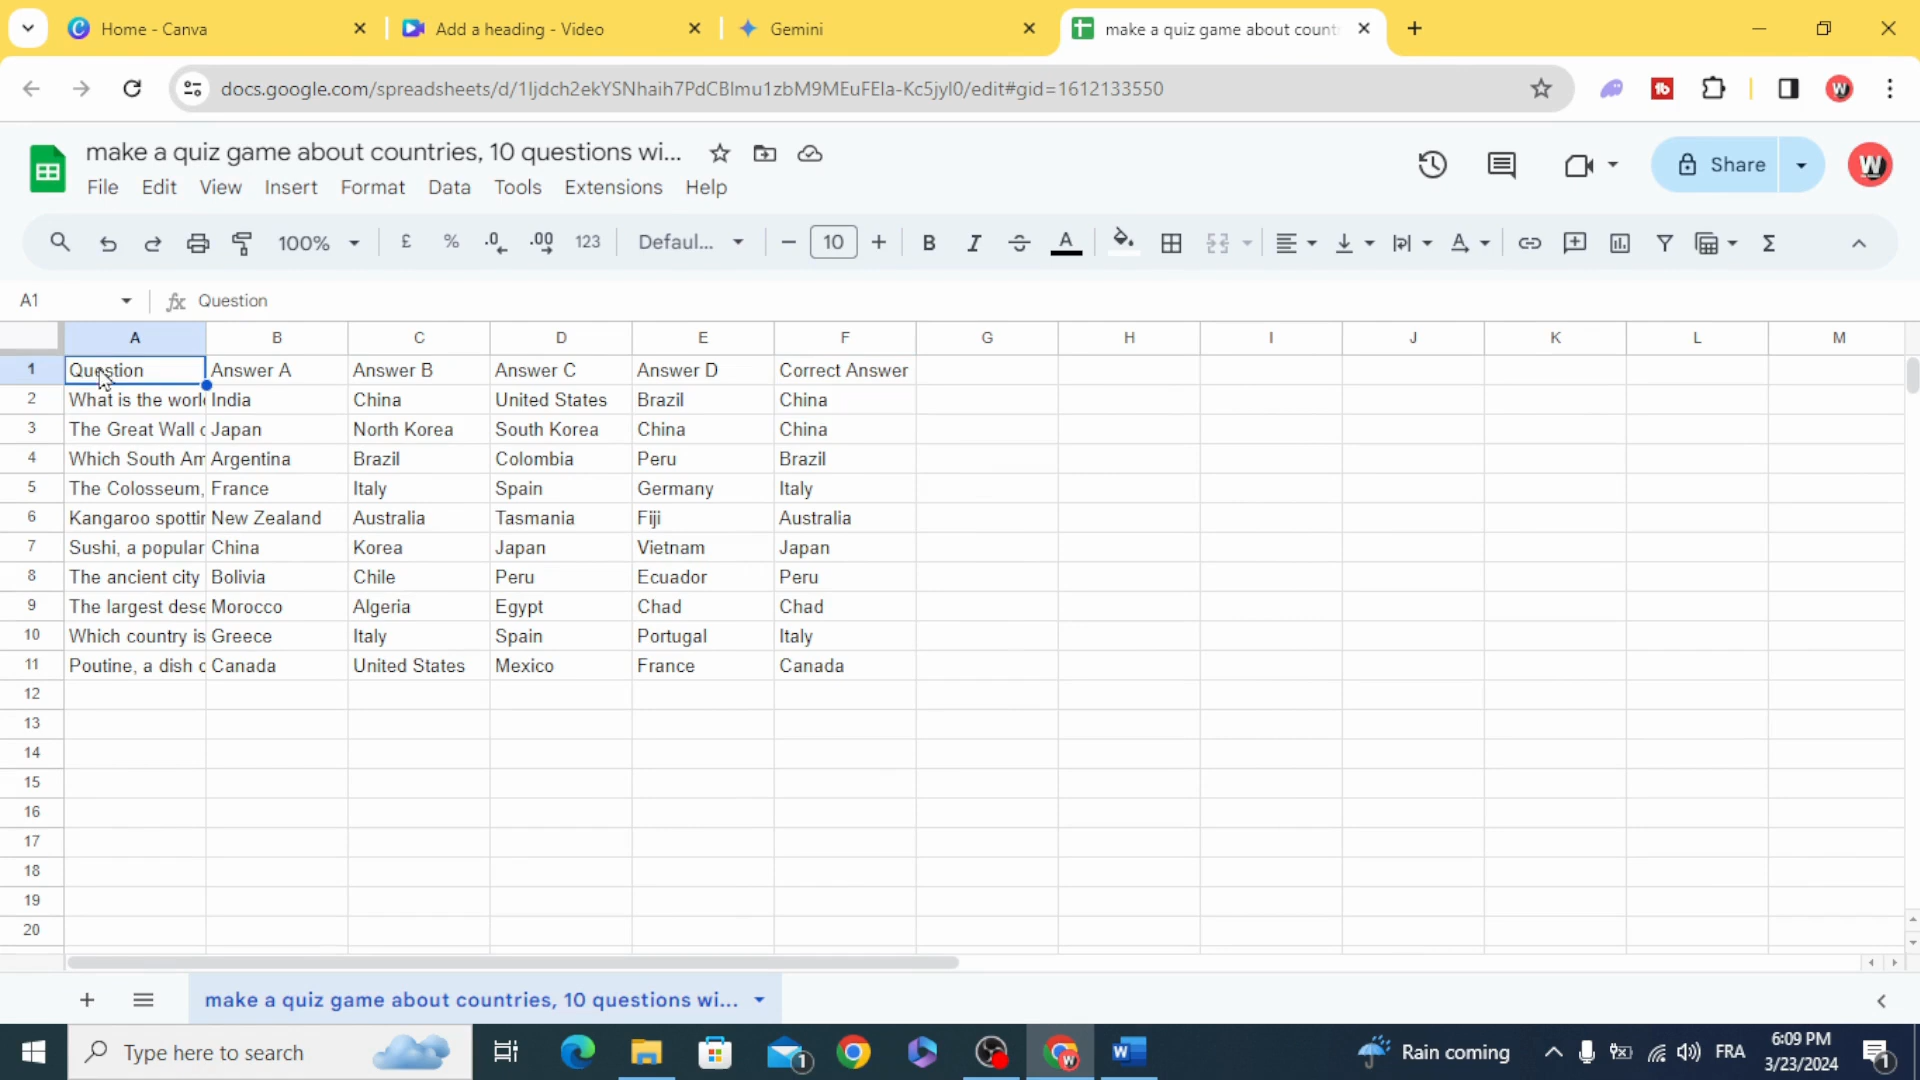 Home - Canva
Add a heading - Video
Gemini
make a quiz game about count
docs.google.com/spreadsheets/d/1Ijdch2ekYSNhaih7PdCBlmu1zbM9MEuFEla-Kc5jyI0/edit#gid=1612133550
make a quiz game about countries, 10 questions wi...
File Edit View Insert Format Data Tools Extensions Help
Share
100% £ % .0 .00 123 Defaul... 10 B I A
A1 fx Question
A B C D E F G H I J K L M
1 Question Answer A Answer B Answer C Answer D Correct Answer
2 What is the worl India China United States Brazil China
3 The Great Wall Japan North Korea South Korea China China
4 Which South Am Argentina Brazil Colombia Peru Brazil
5 The Colosseum, France Italy Spain Germany Italy
6 Kangaroo spottin New Zealand Australia Tasmania Fiji Australia
7 Sushi, a popular China Korea Japan Vietnam Japan
8 The ancient city Bolivia Chile Peru Ecuador Peru
9 The largest dese Morocco Algeria Egypt Chad Chad
10 Which country is Greece Italy Spain Portugal Italy
11 Poutine, a dish Canada United States Mexico France Canada
12
13
14
15
16
17
18
19
20
make a quiz game about countries, 10 questions wi...
Type here to search
1
Rain coming
FRA
6:09 PM
3/23/2024
1